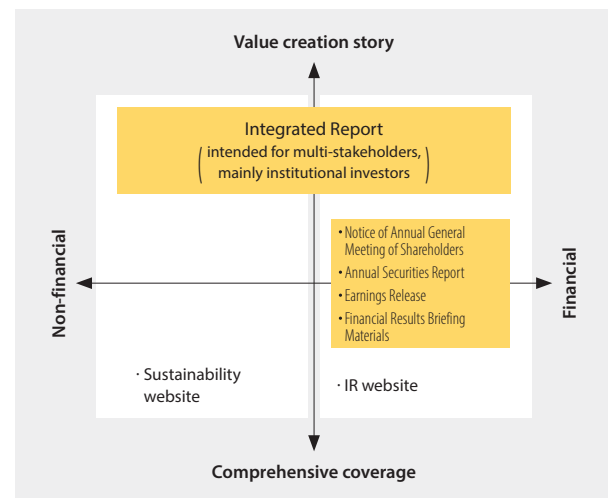 Value creation story
Integrated Report
(intended for multi-stakeholders,
mainly institutional investors)
Non-financial
Financial
• Notice of Annual General
Meeting of Shareholders
• Annual Securities Report
• Earnings Release
• Financial Results Briefing
Materials
· Sustainability
website
· IR website
Comprehensive coverage